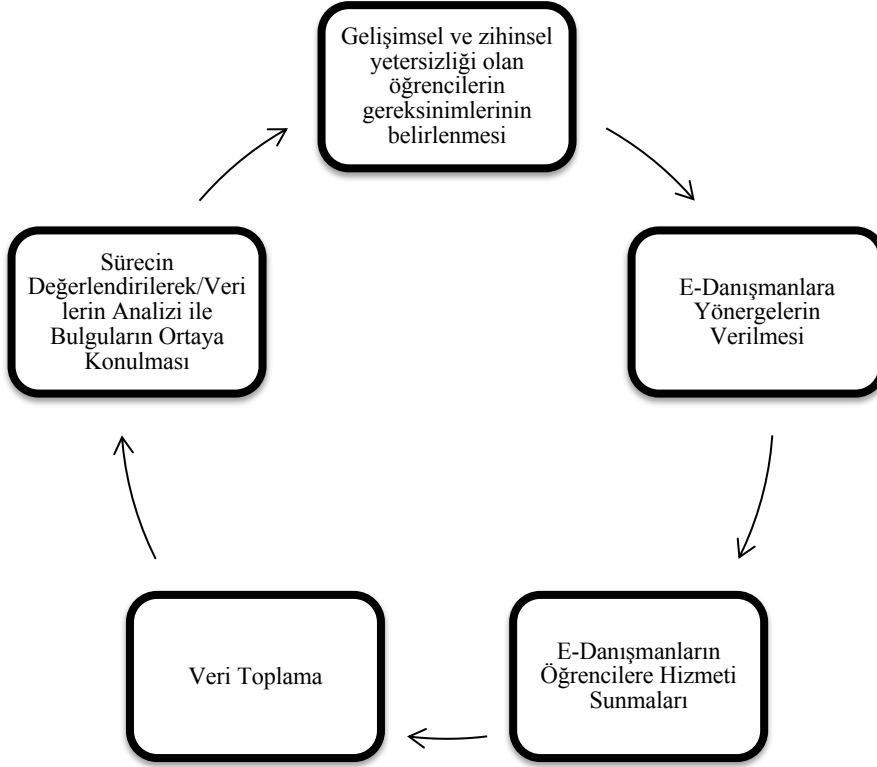 Gelişimsel ve zihinsel
yetersizliği olan
öğrencilerin
gereksinimlerinin
belirlenmesi
E-Danışmanlara
Yönergelerin
Verilmesi
E-Danışmanların
Öğrencilere Hizmeti
Sunmaları
Veri Toplama
Sürecin
Değerlendirilerek/Veri
lerin Analizi ile
Bulguların Ortaya
Konulması